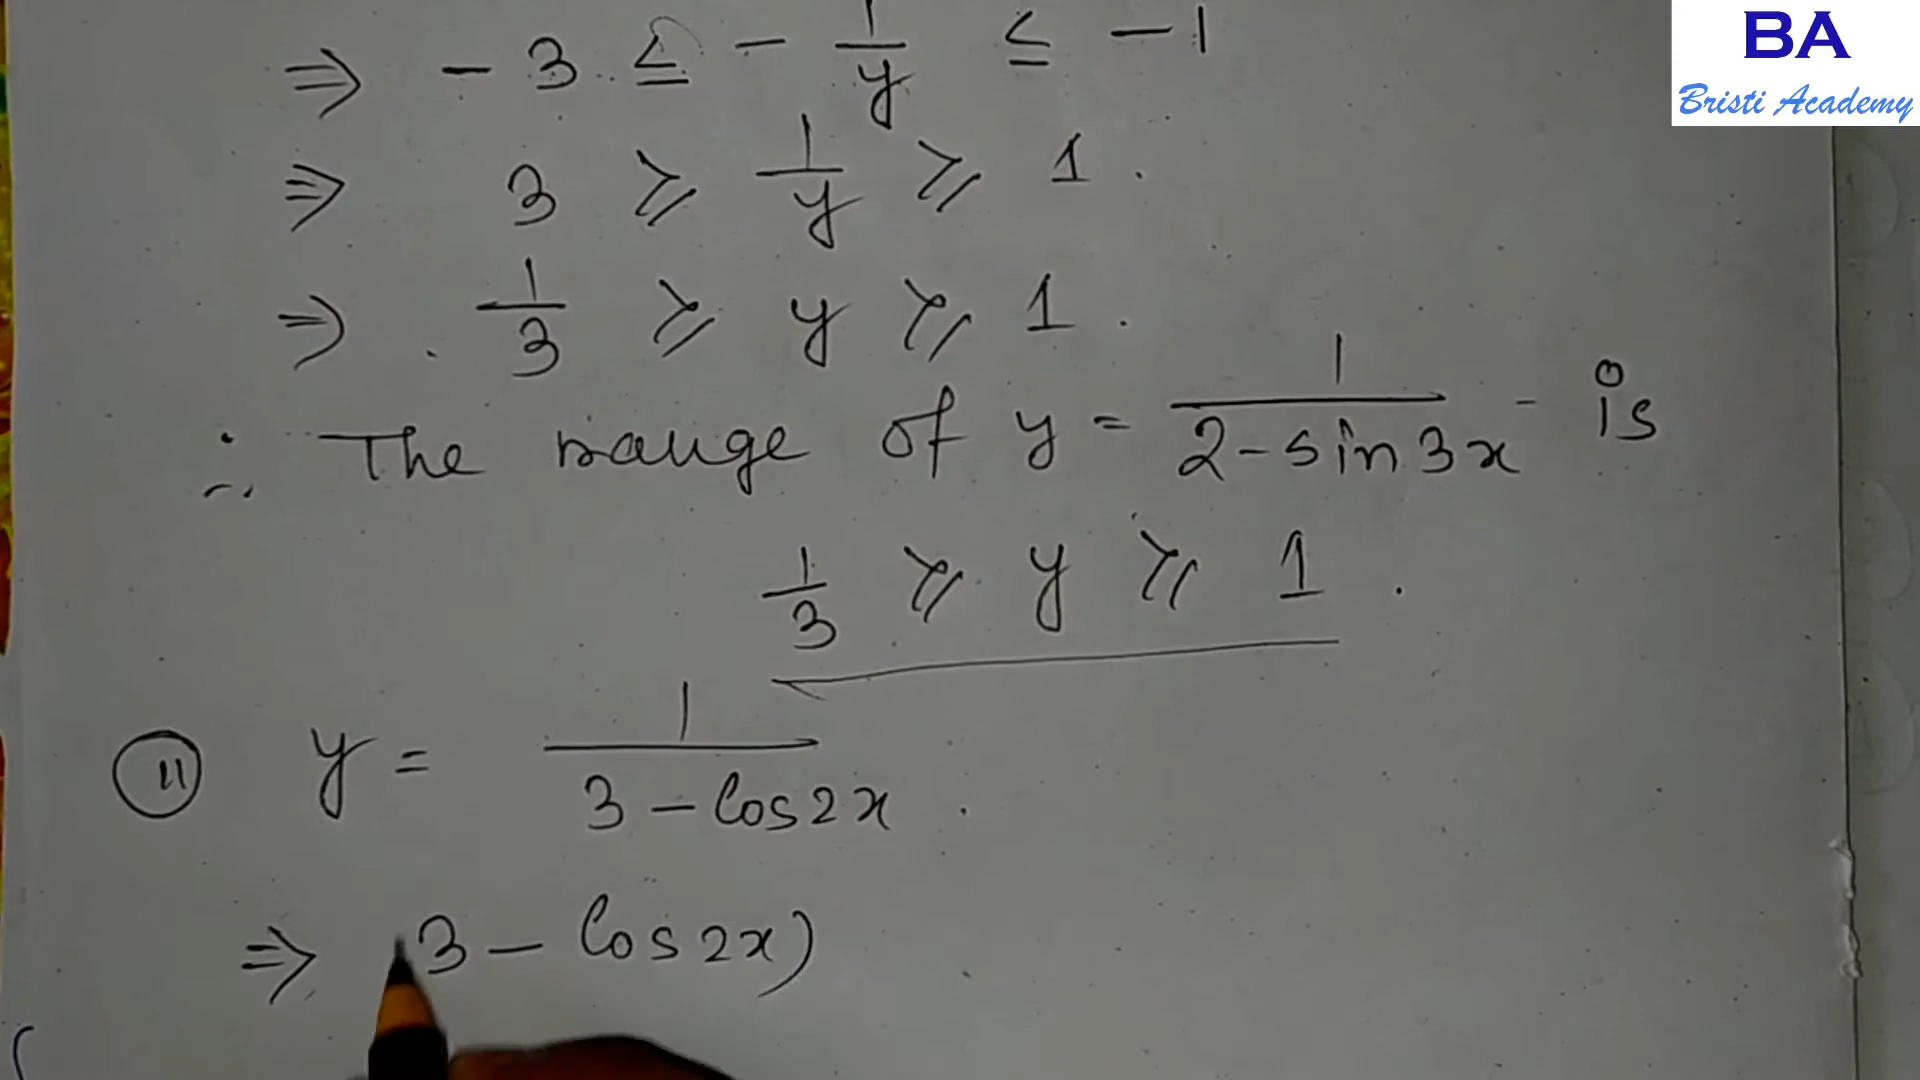 BA
Bristi Academy
⇒ - 3 ≤ - 1/y ≤ - 1
⇒ 3 ≥ 1/y ≥ 1.
⇒ 1/3 ≥ y ≥ 1.
∴ The range of y = 1/(2-sin3x) is
1/3 ≥ y ≥ 1.
(ii) y = 1/(3 - cos2x).
⇒ 3 - cos2x)